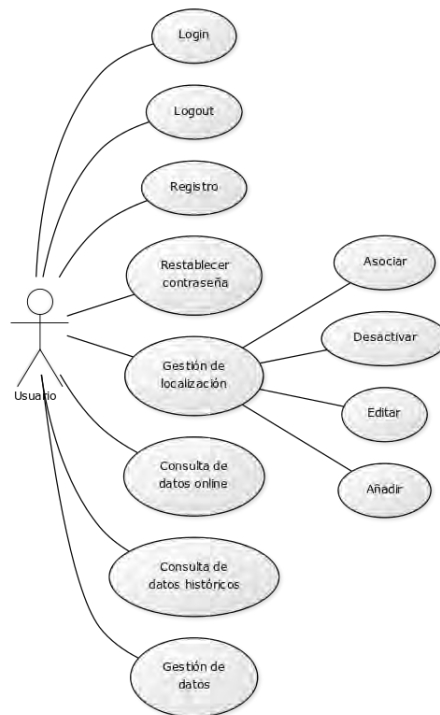 Login
Logout
Registro
Restablecer
contraseña
Asociar
Desactivar
Gestión de
localización
Editar
Añadir
Usuario
Consulta de
datos online
Consulta de
datos históricos
Gestión de
datos